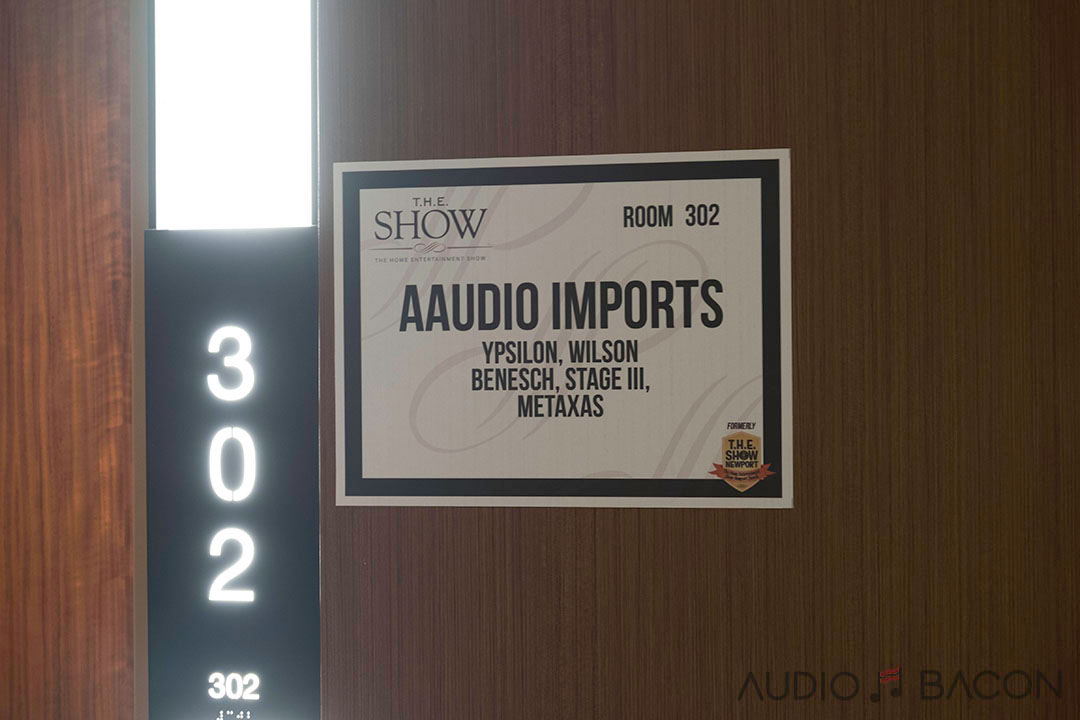 T.H.E.
SHOW
THE HOME ENTERTAINMENT SHOW
ROOM 302
AAUDIO IMPORTS
YPSILON, WILSON
BENESCH, STAGE III,
METAXAS
FORMERLY
T.H.E.
SHOW
NEWPORT
3
0
2
302
AUDIO BACON